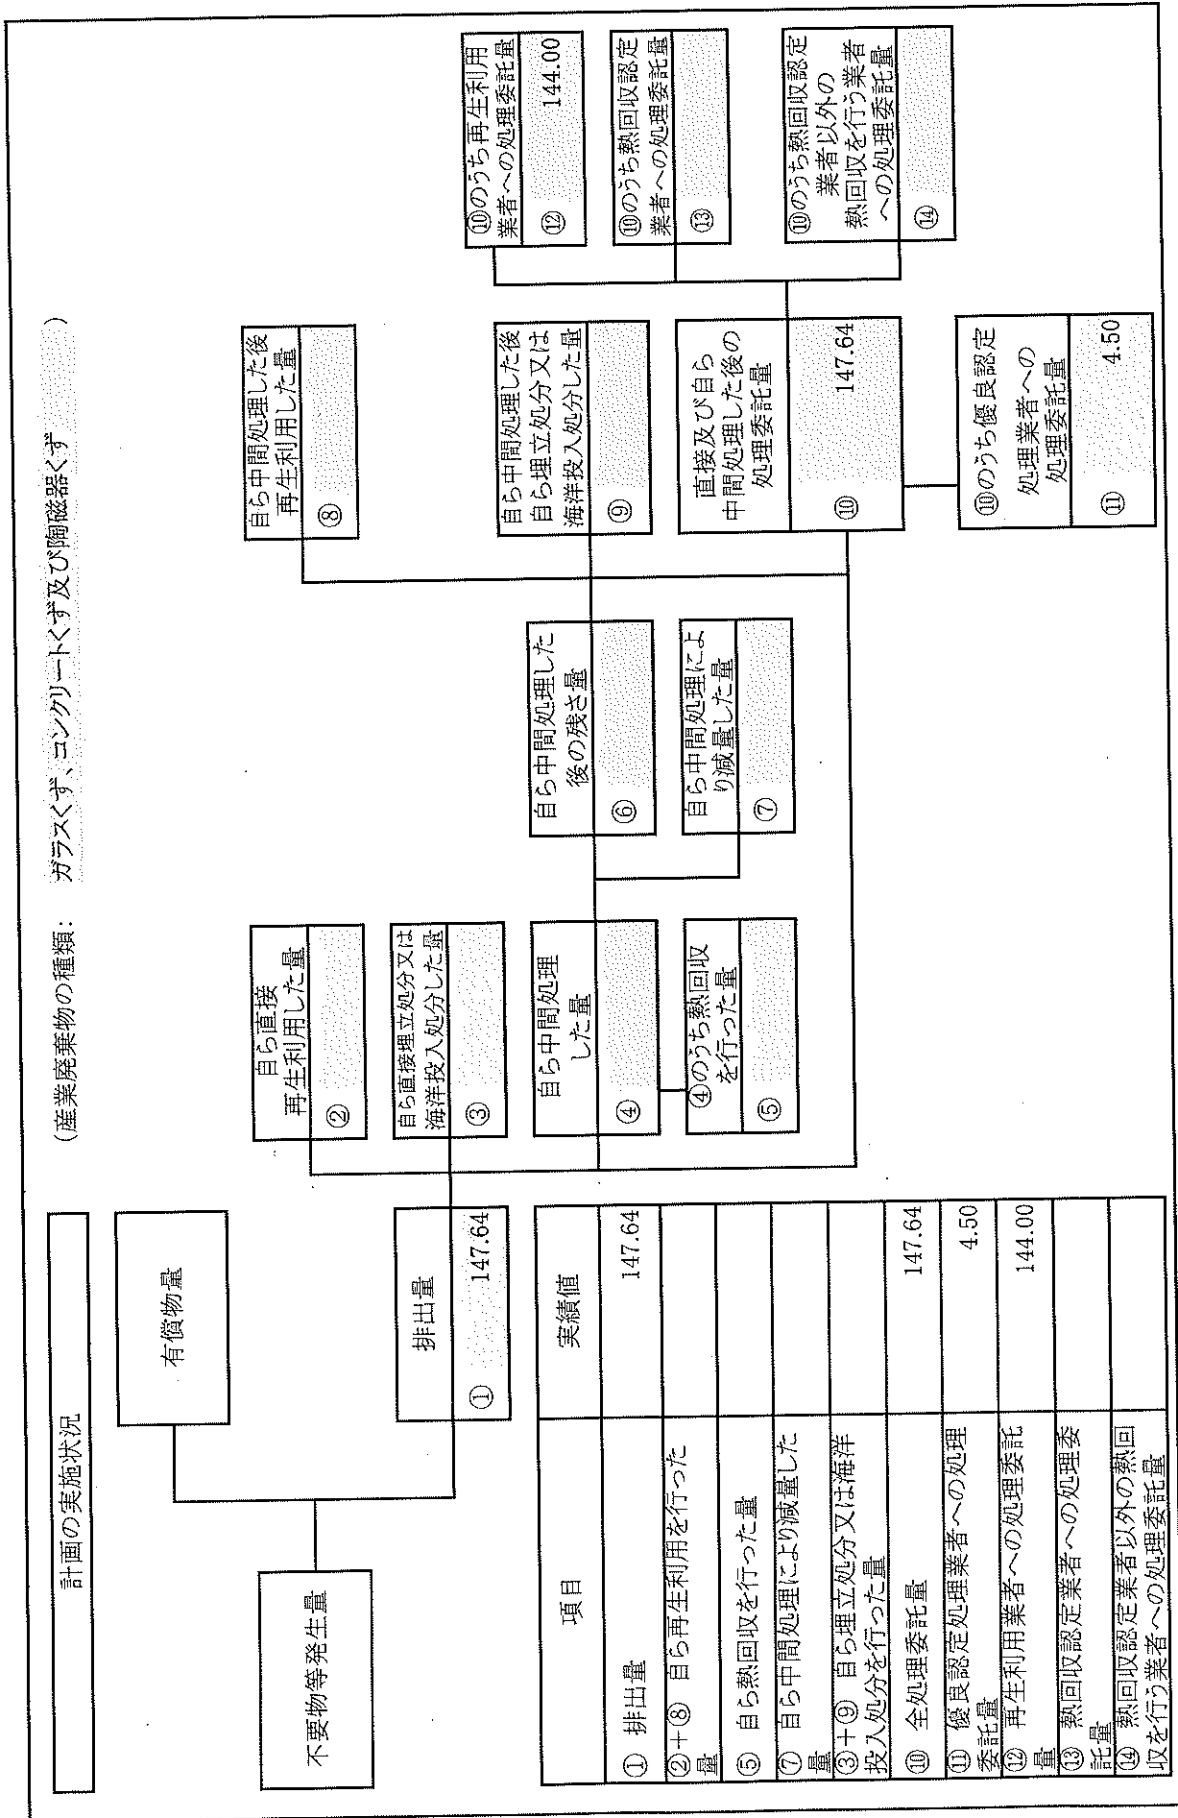 計画の実施状況
(産業廃棄物の種類： ガラスくず、コンクリートくず及び陶磁器くず )
不要物等発生量
有償物量
排出量
① 147.64
自ら直接
再生利用した量
②
自ら直接埋立処分又は
海洋投入処分した量
③
自ら中間処理
した量
④
④のうち熱回収
を行った量
⑤
自ら中間処理した
後の残さ量
⑥
自ら中間処理によ
り減量した量
⑦
自ら中間処理した後
再生利用した量
⑧
自ら中間処理した後
自ら埋立処分又は
海洋投入処分した量
⑨
直接及び自ら
中間処理した後の
処理委託量
⑩ 147.64
⑩のうち優良認定
処理業者への
処理委託量
⑪ 4.50
⑩のうち再生利用
業者への処理委託量
⑫ 144.00
⑩のうち熱回収認定
業者への処理委託量
⑬
⑩のうち熱回収認定
業者以外の
熱回収を行う業者
への処理委託量
⑭
項目 実績値
① 排出量 147.64
②+⑧ 自ら再生利用を行った
量
⑤ 自ら熱回収を行った量
⑦ 自ら中間処理により減量した
量
③+⑨ 自ら埋立処分又は海洋
投入処分を行った量
⑩ 全処理委託量 147.64
⑪ 優良認定処理業者への処理
委託量 4.50
⑫ 再生利用業者への処理委託
量 144.00
⑬ 熱回収認定業者への処理委
託量
⑭ 熱回収認定業者以外の熱回
収を行う業者への処理委託量